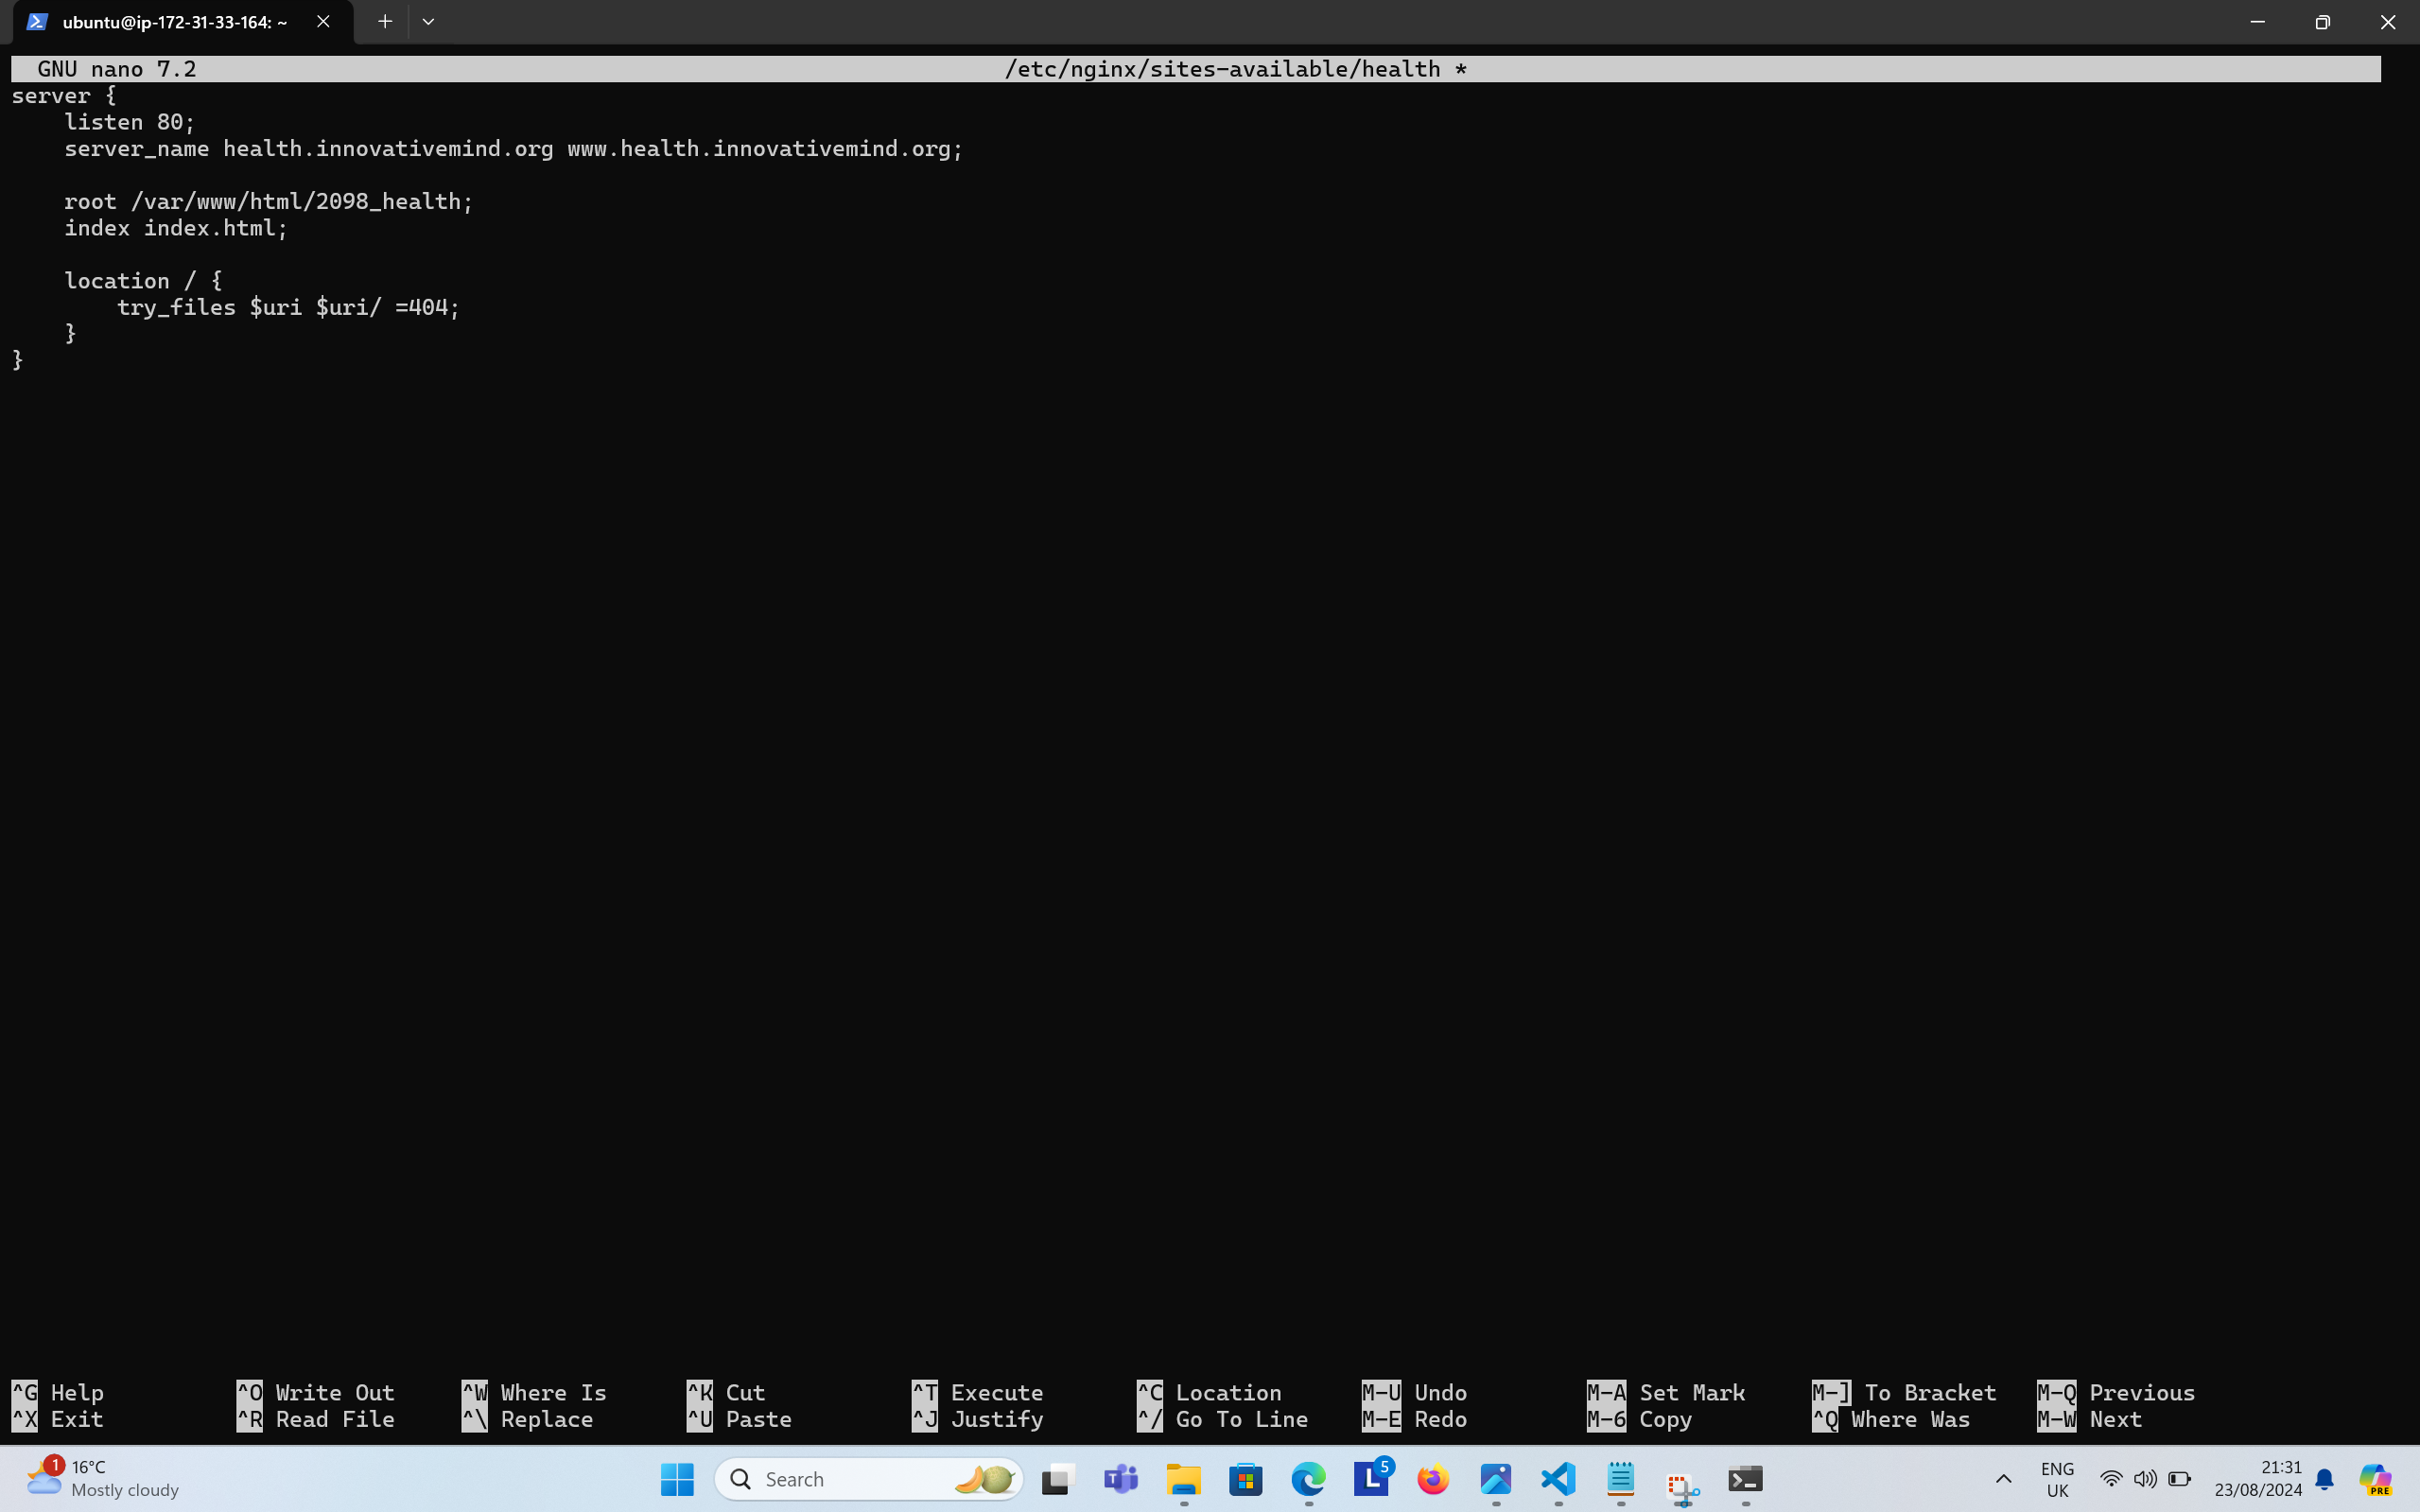 ubuntu@ip-172-31-33-164: ~
GNU nano 7.2 /etc/nginx/sites-available/health *
server {
    listen 80;
    server_name health.innovativemind.org www.health.innovativemind.org;

    root /var/www/html/2098_health;
    index index.html;

    location / {
        try_files $uri $uri/ =404;
    }
}
^G Help ^O Write Out ^W Where Is ^K Cut ^T Execute ^C Location M-U Undo M-A Set Mark M-] To Bracket M-Q Previous
^X Exit ^R Read File ^\ Replace ^U Paste ^J Justify ^/ Go To Line M-E Redo M-6 Copy ^Q Where Was M-W Next
1 16°C
Mostly cloudy
Search
T
L 5
ENG
UK
21:31
23/08/2024
PRE